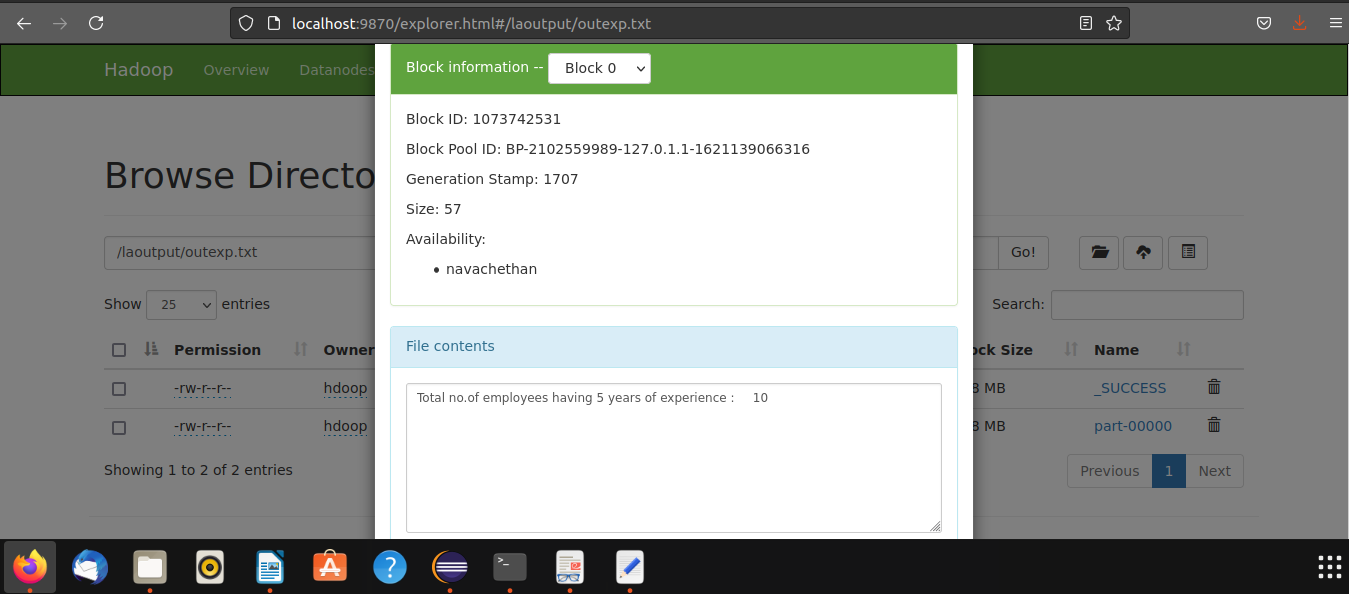 localhost:9870/explorer.html#/laoutput/outexp.txt
Hadoop Overview Datanodes
Block information -- Block 0
Block ID: 1073742531
Block Pool ID: BP-2102559989-127.0.1.1-1621139066316
Generation Stamp: 1707
Size: 57
Availability:
navachethan
Browse Directo
/laoutput/outexp.txt Go!
Show 25 entries Search:
File contents
Permission Owner ock Size Name
-rw-r--r-- hdoop 8 MB _SUCCESS
-rw-r--r-- hdoop 8 MB part-00000
Total no.of employees having 5 years of experience : 10
Showing 1 to 2 of 2 entries Previous 1 Next